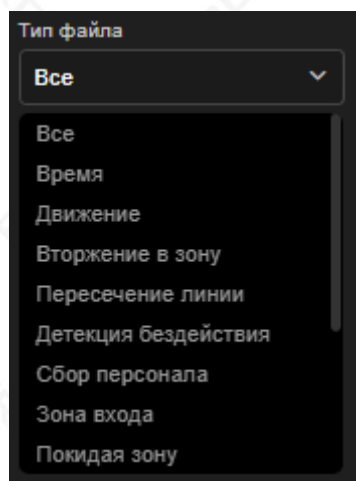 Тип файла
Все
Все
Время
Движение
Вторжение в зону
Пересечение линии
Детекция бездействия
Сбор персонала
Зона входа
Покидая зону